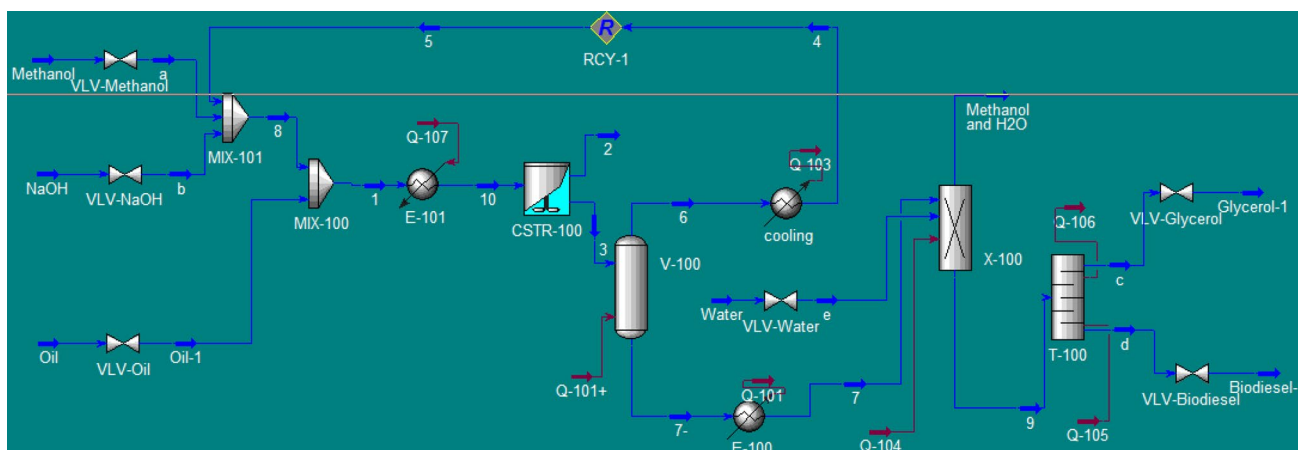 5
R
4
RCY-1
Methanol
a
VLV-Methanol
Methanol
and H2O
8
Q-107
2
Q-103
MIX-101
NaOH
b
VLV-NaOH
1
E-101
10
MIX-100
CSTR-100
3
6
cooling
VLV-Glycerol
Glycerol-1
Q-106
V-100
X-100
c
Water
e
VLV-Water
Oil
Oil-1
VLV-Oil
T-100
d
Q-101+
Q-101
7
VLV-Biodiesel
Biodiesel-
7-
E-100
Q-104
9
Q-105